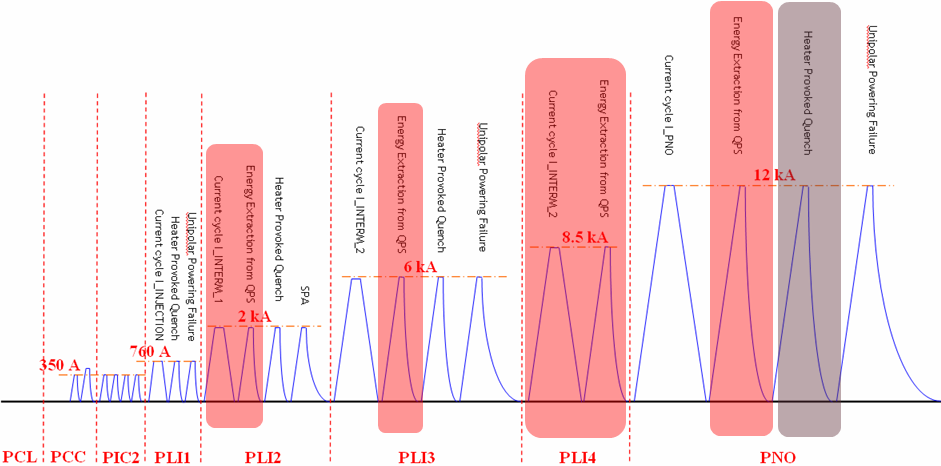 350 A
760 A
Current cycle I_INJECTION
Heater Provoked Quench
Unipolar Powering Failure
Current cycle I_INTERM_1
Energy Extraction from QPS
Heater Provoked Quench
SPA
2 kA
Current cycle I_INTERM_2
Energy Extraction from QPS
Heater Provoked Quench
Unipolar Powering Failure
6 kA
Current cycle I_INTERM_2
Energy Extraction from QPS
8.5 kA
Current cycle I_PNO
Energy Extraction from QPS
Heater Provoked Quench
Unipolar Powering Failure
12 kA
PCL
PCC
PIC2
PLI1
PLI2
PLI3
PLI4
PNO